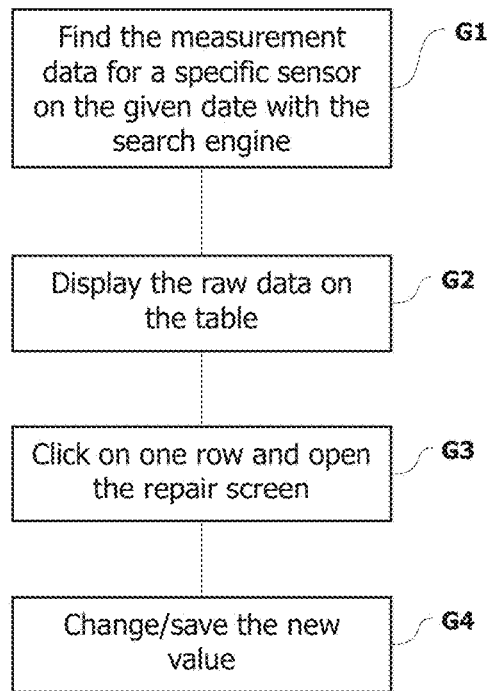 Find the measurement
G1
data for a specific sensor
on the given date with the
search engine
Display the raw data on
G2
the table
Click on one row and open
G3
the repair screen
Change/save the new
G4
value